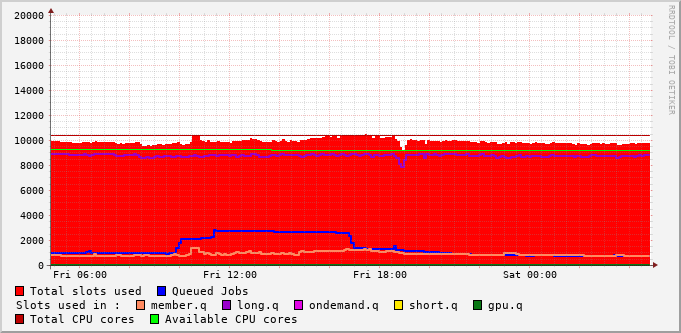 RRDTOOL / TOBI OETIKER
20000
18000
16000
14000
12000
10000
8000
6000
4000
2000
0
Fri 06:00 Fri 12:00 Fri 18:00 Sat 00:00
Total slots used Queued Jobs
Slots used in : member.q long.q ondemand.q short.q gpu.q
Total CPU cores Available CPU cores